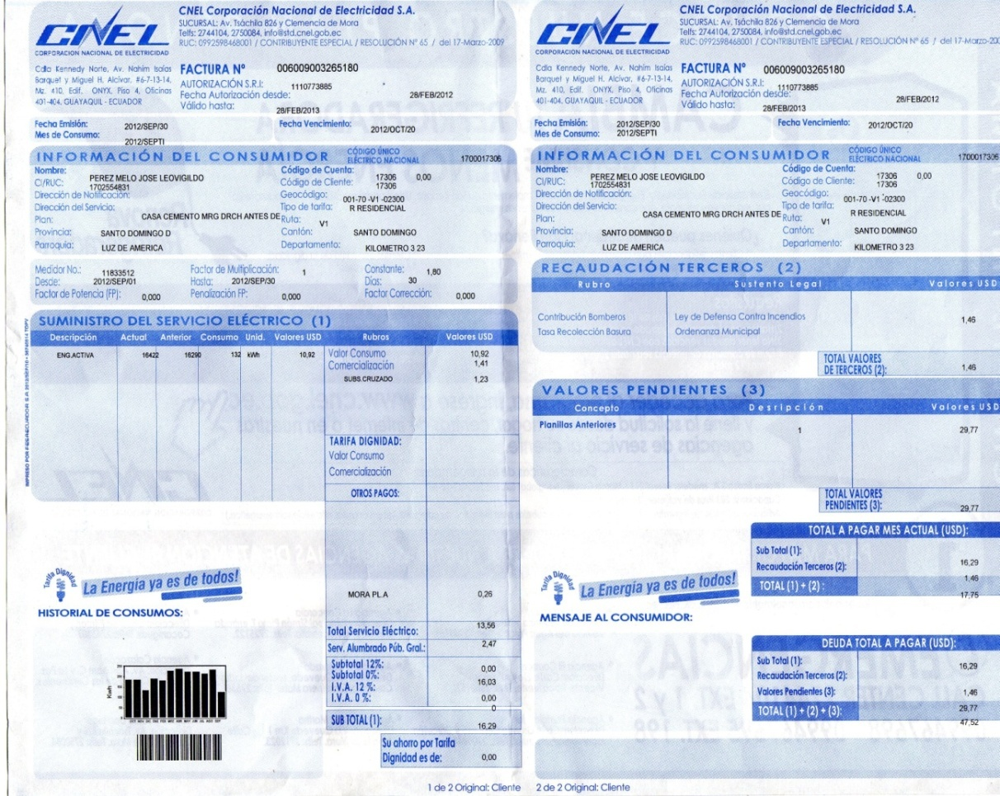 CNEL
CORPORACIÓN NACIONAL DE ELECTRICIDAD
CNEL Corporación Nacional de Electricidad S.A.
SUCURSAL: Av. Tsáchila 826 y Clemencia de Mora
Telfs: 2744104, 2750084, info@std.cnel.gob.ec
RUC: 0992598468001 / CONTRIBUYENTE ESPECIAL / RESOLUCIÓN Nº 65 / del 17-Marzo-2009
Cdla Kennedy Norte, Av. Nahim Isaías
Barquet y Miguel H. Alcivar, #6-7-13-14,
Mz. 410, Edif. ONYX, Piso 4, Oficinas
401-404, GUAYAQUIL - ECUADOR
FACTURA Nº 006009003265180
AUTORIZACIÓN S.R.I: 1110773885
Fecha Autorización desde: 28/FEB/2012
Válido hasta: 28/FEB/2013
Fecha Emisión: 2012/SEP/30 Fecha Vencimiento: 2012/OCT/20
Mes de Consumo: 2012/SEPTI
INFORMACIÓN DEL CONSUMIDOR CÓDIGO ÚNICO ELÉCTRICO NACIONAL 1700017306
Nombre: PEREZ MELO JOSE LEOVIGILDO Código de Cuenta: 17306 0,00
CI/RUC: 1702554831 Código de Cliente: 17306
Dirección de Notificación: Geocódigo: 001-70 -V1 -02300
Dirección del Servicio: CASA CEMENTO MRG DRCH ANTES DE Tipo de tarifa: R RESIDENCIAL
Plan: Ruta: V1
Provincia: SANTO DOMINGO D Cantón: SANTO DOMINGO
Parroquia: LUZ DE AMERICA Departamento: KILOMETRO 3 23
Medidor No.: 11833512 Factor de Multiplicación: 1 Constante: 1,80
Desde: 2012/SEP/01 Hasta: 2012/SEP/30 Dias: 30
Factor de Potencia (FP): 0,000 Penalización FP: 0,000 Factor Corrección: 0,000
SUMINISTRO DEL SERVICIO ELÉCTRICO (1)
Descripción Actual Anterior Consumo Unid. Valores USD Rubros Valores USD
ENG.ACTIVA 16422 16290 132 kWh 10,92 Valor Consumo 10,92
Comercialización 1,41
SUBS.CRUZADO 1,23
TARIFA DIGNIDAD:
Valor Consumo
Comercialización
OTROS PAGOS:
MORA PL.A 0,26
Total Servicio Eléctrico: 13,56
Serv. Alumbrado Púb. Gral.: 2,47
Subtotal 12%: 0,00
Subtotal 0%: 16,03
I.V.A. 12 %: 0,00
I.V.A. 0 %: 0
SUB TOTAL (1): 16,29
Su ahorro por Tarifa
Dignidad es de: 0,00
Tarifa Dignidad
La Energía ya es de todos!
HISTORIAL DE CONSUMOS:
Kwh
1 de 2 Original: Cliente
CNEL
CORPORACION NACIONAL DE ELECTRICIDAD
CNEL Corporación Nacional de Electricidad S.A.
SUCURSAL: Av. Tsáchila 826 y Clemencia de Mora
Telfs: 2744104, 2750084, info@std.cnel.gob.ec
RUC: 0992598468001 / CONTRIBUYENTE ESPECIAL / RESOLUCIÓN Nº 65 / del 17-Marzo-200
Cdla Kennedy Norte, Av. Nahim Isaías
Barquet y Miguel H. Alcivar, #6-7-13-14,
Mz. 410, Edif. ONYX, Piso 4, Oficinas
401-404, GUAYAQUIL - ECUADOR
FACTURA Nº 006009003265180
AUTORIZACIÓN S.R.I: 1110773885
Fecha Autorización desde: 28/FEB/2012
Válido hasta: 28/FEB/2013
Fecha Emisión: 2012/SEP/30 Fecha Vencimiento: 2012/OCT/20
Mes de Consumo: 2012/SEPTI
INFORMACIÓN DEL CONSUMIDOR CÓDIGO ÚNICO ELÉCTRICO NACIONAL 1700017306
Nombre: PEREZ MELO JOSE LEOVIGILDO Código de Cuenta: 17306 0,00
CI/RUC: 1702554831 Código de Cliente: 17306
Dirección de Notificación: Geocódigo: 001-70 -V1 -02300
Dirección del Servicio: CASA CEMENTO MRG DRCH ANTES DE Tipo de tarifa: R RESIDENCIAL
Plan: Ruta: V1
Provincia: SANTO DOMINGO D Cantón: SANTO DOMINGO
Parroquia: LUZ DE AMERICA Departamento: KILOMETRO 3 23
RECAUDACIÓN TERCEROS (2)
Rubro Sustento Legal Valores USD
Contribución Bomberos Ley de Defensa Contra Incendios 1,46
Tasa Recolección Basura Ordenanza Municipal
TOTAL VALORES
DE TERCEROS (2): 1,46
VALORES PENDIENTES (3)
Concepto Desripción Valores USD
Planillas Anteriores 1 29,77
TOTAL VALORES
PENDIENTES (3): 29,77
TOTAL A PAGAR MES ACTUAL (USD):
Sub Total (1): 16,29
Recaudación Terceros (2): 1,46
TOTAL (1) + (2) : 17,75
Tarifa Dignidad
La Energía ya es de todos!
MENSAJE AL CONSUMIDOR:
DEUDA TOTAL A PAGAR (USD):
Sub Total (1): 16,29
Recaudación Terceros (2):
Valores Pendientes (3): 1,46
TOTAL (1) + (2) + (3): 29,77
47,52
2 de 2 Original: Cliente